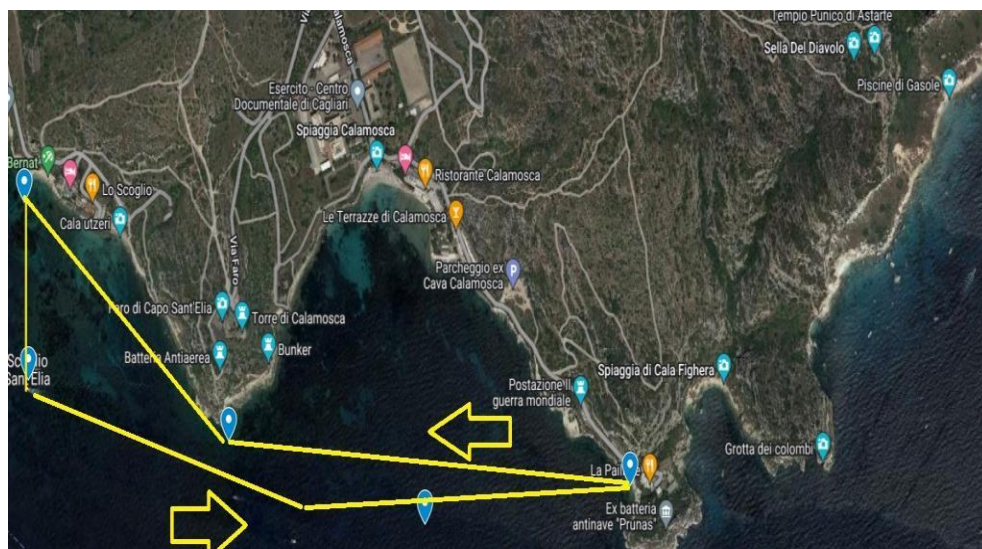 Tempio Punico di Astarte
Sella Del Diavolo
Piscine di Gasole
Via
Calamosca
Esercito - Centro
Documentale di Cagliari
Spiaggia Calamosca
Ristorante Calamosca
Bernat
Lo Scoglio
Cala utzeri
Le Terrazze di Calamosca
Via Faro
Parcheggio ex
Cava Calamosca
Faro di Capo Sant'Elia
Torre di Calamosca
Batteria Antiaerea
Bunker
Sant'Elia
Spiaggia di Cala Fighera
Postazione II
guerra mondiale
Grotta dei colombi
La
Ex batteria
antinave "Prunas"